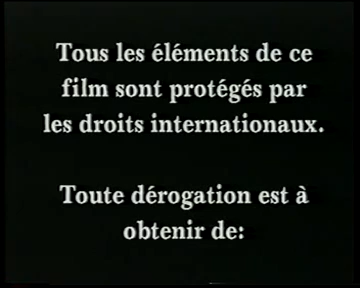 Tous les éléments de ce
film sont protégés par
les droits internationaux.
Toute dérogation est à
obtenir de: